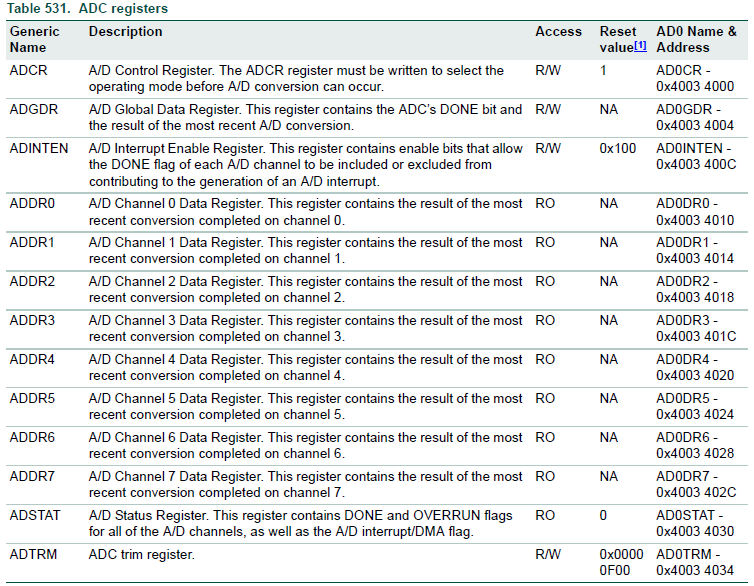 Table 531. ADC registers
Generic Name Description Access Reset value[1] AD0 Name & Address
ADCR A/D Control Register. The ADCR register must be written to select the operating mode before A/D conversion can occur. R/W 1 AD0CR - 0x4003 4000
ADGDR A/D Global Data Register. This register contains the ADC's DONE bit and the result of the most recent A/D conversion. R/W NA AD0GDR - 0x4003 4004
ADINTEN A/D Interrupt Enable Register. This register contains enable bits that allow the DONE flag of each A/D channel to be included or excluded from contributing to the generation of an A/D interrupt. R/W 0x100 AD0INTEN - 0x4003 400C
ADDR0 A/D Channel 0 Data Register. This register contains the result of the most recent conversion completed on channel 0. RO NA AD0DR0 - 0x4003 4010
ADDR1 A/D Channel 1 Data Register. This register contains the result of the most recent conversion completed on channel 1. RO NA AD0DR1 - 0x4003 4014
ADDR2 A/D Channel 2 Data Register. This register contains the result of the most recent conversion completed on channel 2. RO NA AD0DR2 - 0x4003 4018
ADDR3 A/D Channel 3 Data Register. This register contains the result of the most recent conversion completed on channel 3. RO NA AD0DR3 - 0x4003 401C
ADDR4 A/D Channel 4 Data Register. This register contains the result of the most recent conversion completed on channel 4. RO NA AD0DR4 - 0x4003 4020
ADDR5 A/D Channel 5 Data Register. This register contains the result of the most recent conversion completed on channel 5. RO NA AD0DR5 - 0x4003 4024
ADDR6 A/D Channel 6 Data Register. This register contains the result of the most recent conversion completed on channel 6. RO NA AD0DR6 - 0x4003 4028
ADDR7 A/D Channel 7 Data Register. This register contains the result of the most recent conversion completed on channel 7. RO NA AD0DR7 - 0x4003 402C
ADSTAT A/D Status Register. This register contains DONE and OVERRUN flags for all of the A/D channels, as well as the A/D interrupt/DMA flag. RO 0 AD0STAT - 0x4003 4030
ADTRM ADC trim register. R/W 0x0000 0F00 AD0TRM - 0x4003 4034